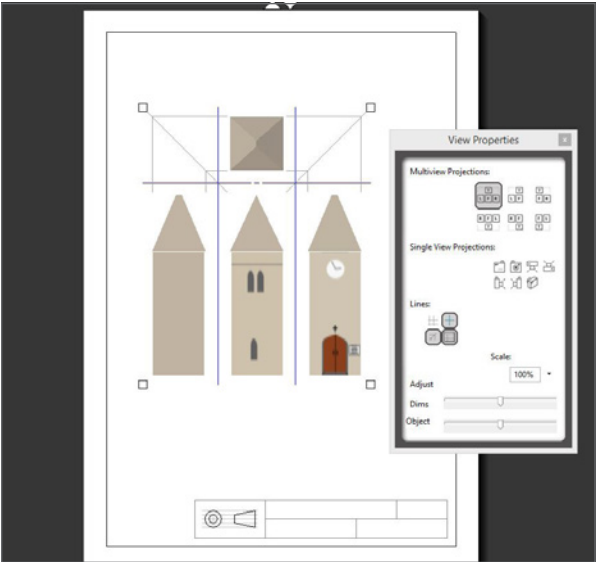 View Properties
x
Multiview Projections:
Single View Projections:
Lines:
Scale:
100%
Adjust
Dims
Object